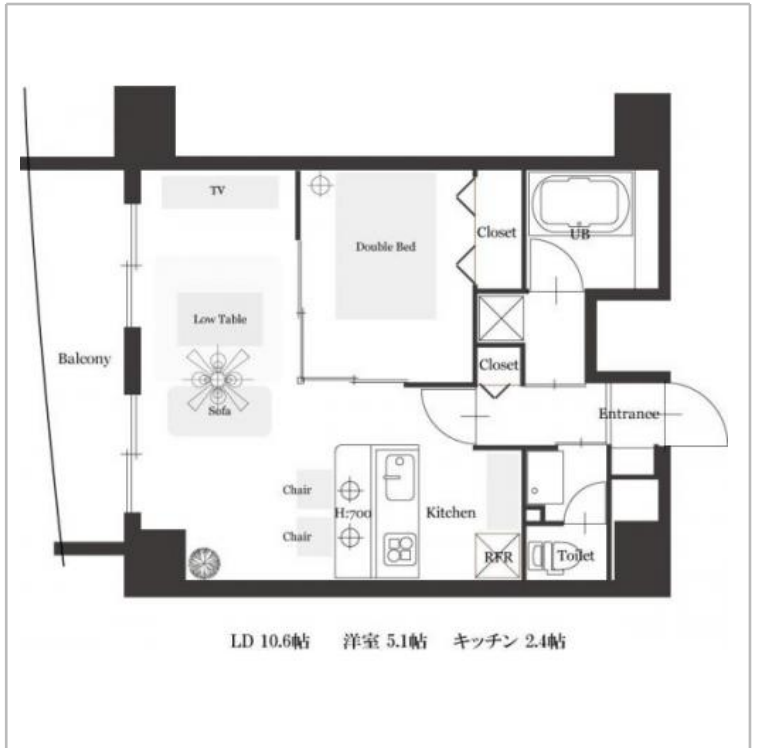 TV
Double Bed
Closet
UB
Low Table
Balcony
Closet
Sofa
Entrance
Chair
H:700
Kitchen
Chair
RFR
Toilet
LD 10.6帖 洋室 5.1帖 キッチン 2.4帖